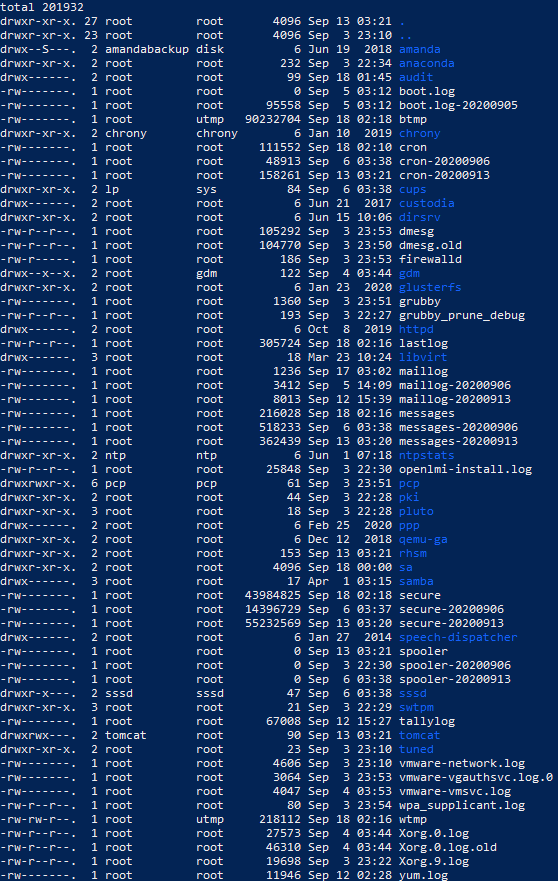 total 201932
drwxr-xr-x. 27 root         root      4096 Sep 13 03:21 .
drwxr-xr-x. 23 root         root      4096 Sep  3 23:10 ..
drwx--S---.  2 amandabackup disk         6 Jun 19  2018 amanda
drwxr-xr-x.  2 root         root       232 Sep  3 22:34 anaconda
drwx------.  2 root         root        99 Sep 18 01:45 audit
-rw-------.  1 root         root         0 Sep  5 03:12 boot.log
-rw-------.  1 root         root     95558 Sep  5 03:12 boot.log-20200905
-rw-------.  1 root         utmp  90232704 Sep 18 02:18 btmp
drwxr-xr-x.  2 chrony       chrony       6 Jan 10  2019 chrony
-rw-------.  1 root         root    111552 Sep 18 02:10 cron
-rw-------.  1 root         root     48913 Sep  6 03:38 cron-20200906
-rw-------.  1 root         root    158261 Sep 13 03:21 cron-20200913
drwxr-xr-x.  2 lp           sys         84 Sep  6 03:38 cups
drwx------.  2 root         root         6 Jun 21  2017 custodia
drwxr-xr-x.  2 root         root         6 Jun 15 10:06 dirsrv
-rw-r--r--.  1 root         root    105292 Sep  3 23:53 dmesg
-rw-r--r--.  1 root         root    104770 Sep  3 23:50 dmesg.old
-rw-r--r--.  1 root         root       186 Sep  3 23:53 firewalld
drwx--x--x.  2 root         gdm        122 Sep  4 03:44 gdm
drwxr-xr-x.  2 root         root         6 Jan 23  2020 glusterfs
-rw-------.  1 root         root      1360 Sep  3 23:51 grubby
-rw-r--r--.  1 root         root       193 Sep  3 22:27 grubby_prune_debug
drwx------.  2 root         root         6 Oct  8  2019 httpd
-rw-r--r--.  1 root         root    305724 Sep 18 02:16 lastlog
drwx------.  3 root         root        18 Mar 23 10:24 libvirt
-rw-------.  1 root         root      1236 Sep 17 03:02 maillog
-rw-------.  1 root         root      3412 Sep  5 14:09 maillog-20200906
-rw-------.  1 root         root      8013 Sep 12 15:39 maillog-20200913
-rw-------.  1 root         root    216028 Sep 18 02:16 messages
-rw-------.  1 root         root    518233 Sep  6 03:38 messages-20200906
-rw-------.  1 root         root    362439 Sep 13 03:20 messages-20200913
drwxr-xr-x.  2 ntp          ntp          6 Jun  1 07:18 ntpstats
-rw-r--r--.  1 root         root     25848 Sep  3 22:30 openlmi-install.log
drwxrwxr-x.  6 pcp          pcp         61 Sep  3 23:51 pcp
drwxr-xr-x.  2 root         root        44 Sep  3 22:28 pki
drwxr-xr-x.  3 root         root        18 Sep  3 22:28 pluto
drwx------.  2 root         root         6 Feb 25  2020 ppp
drwxr-xr-x.  2 root         root         6 Dec 12  2018 qemu-ga
drwxr-xr-x.  2 root         root       153 Sep 13 03:21 rhsm
drwxr-xr-x.  2 root         root      4096 Sep 18 00:00 sa
drwx------.  3 root         root        17 Apr  1 03:15 samba
-rw-------.  1 root         root  43984825 Sep 18 02:18 secure
-rw-------.  1 root         root  14396729 Sep  6 03:37 secure-20200906
-rw-------.  1 root         root  55232569 Sep 13 03:20 secure-20200913
drwx------.  2 root         root         6 Jan 27  2014 speech-dispatcher
-rw-------.  1 root         root         0 Sep 13 03:21 spooler
-rw-------.  1 root         root         0 Sep  3 22:30 spooler-20200906
-rw-------.  1 root         root         0 Sep  6 03:38 spooler-20200913
drwxr-x---.  2 sssd         sssd        47 Sep  6 03:38 sssd
drwxr-xr-x.  3 root         root        21 Sep  3 22:29 swtpm
-rw-------.  1 root         root     67008 Sep 12 15:27 tallylog
drwxrwx---.  2 tomcat       root        90 Sep 13 03:21 tomcat
drwxr-xr-x.  2 root         root        23 Sep  3 23:10 tuned
-rw-------.  1 root         root      4606 Sep  3 23:10 vmware-network.log
-rw-------.  1 root         root      3064 Sep  3 23:53 vmware-vgauthsvc.log.0
-rw-------.  1 root         root      4047 Sep  4 03:53 vmware-vmsvc.log
-rw-r--r--.  1 root         root        80 Sep  3 23:54 wpa_supplicant.log
-rw-rw-r--.  1 root         utmp    218112 Sep 18 02:16 wtmp
-rw-r--r--.  1 root         root     27573 Sep  4 03:44 Xorg.0.log
-rw-r--r--.  1 root         root     46310 Sep  4 03:44 Xorg.0.log.old
-rw-r--r--.  1 root         root     19698 Sep  3 23:22 Xorg.9.log
-rw-------.  1 root         root     11946 Sep 12 02:28 yum.log